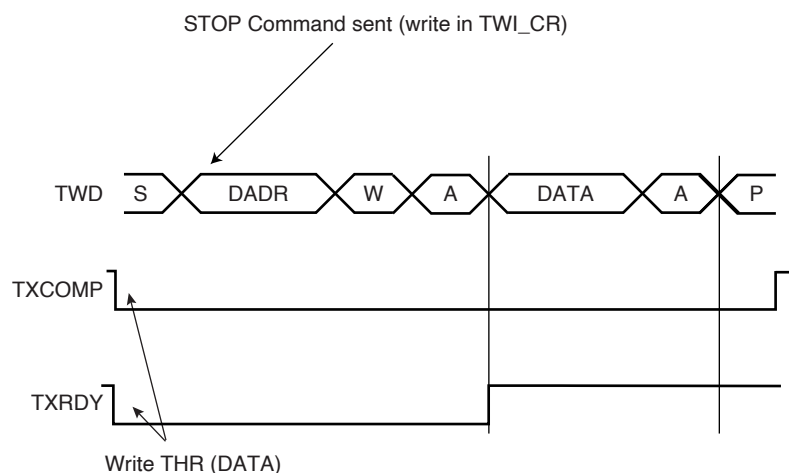 STOP Command sent (write in TWI_CR)
TWD S DADR W A DATA A P
TXCOMP
TXRDY
Write THR (DATA)